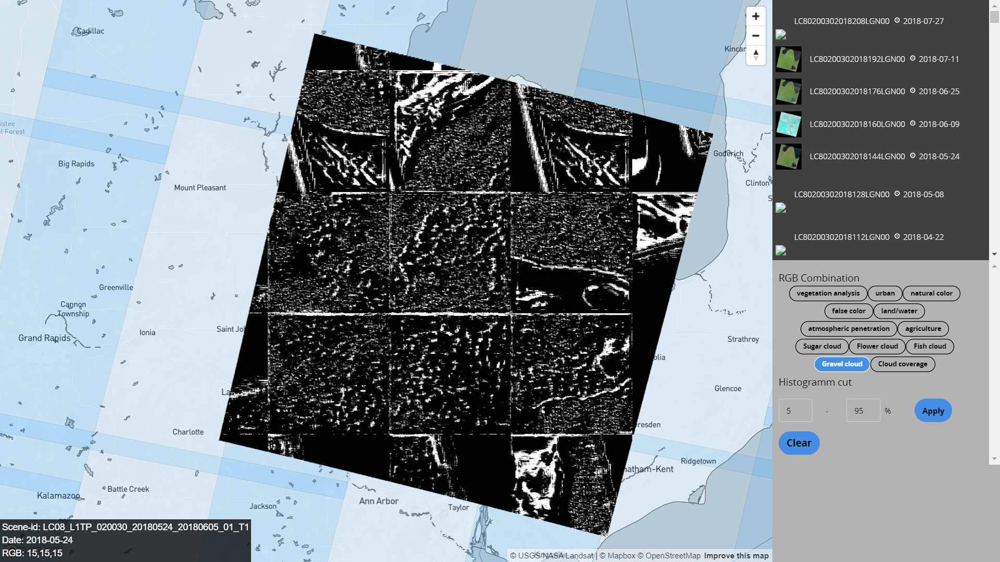 Cadillac
Kincar
istee
al Forest
Goderich
Big Rapids
Mount Pleasant
Clinton
S
Greenville
Cannon
Township
Saint Jo
Ionia
Grand Rapids
Strathroy
olia
La
Glencoe
Charlotte
resden
Ridgetown
hatham-Kent
Battle Creek
Kalamazoo
Ann Arbor
Jackson
Taylor
Scene-id: LC08_L1TP_020030_20180524_20180605_01_T1
Date: 2018-05-24
RGB: 15,15,15
© USGS/NASA Landsat | © Mapbox © OpenStreetMap Improve this map
LC80200302018208LGN00 2018-07-27
LC80200302018192LGN00 2018-07-11
LC80200302018176LGN00 2018-06-25
LC80200302018160LGN00 2018-06-09
LC80200302018144LGN00 2018-05-24
LC80200302018128LGN00 2018-05-08
LC80200302018112LGN00 2018-04-22
RGB Combination
vegetation analysis urban natural color
false color land/water
atmospheric penetration agriculture
Sugar cloud Flower cloud Fish cloud
Gravel cloud Cloud coverage
Histogramm cut
5 - 95 % Apply
Clear